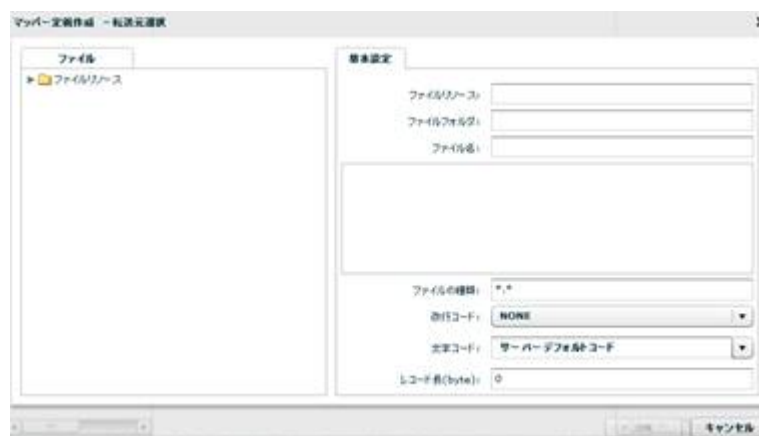 マッパー定義作成 -転送元選択
ファイル
ファイルリソース
基本設定
ファイルリソース:
ファイルフォルダ:
ファイル名:
ファイルの種類: *.*
改行コード: NONE
文字コード: サーバーデフォルトコード
レコード長(byte): 0
キャンセル